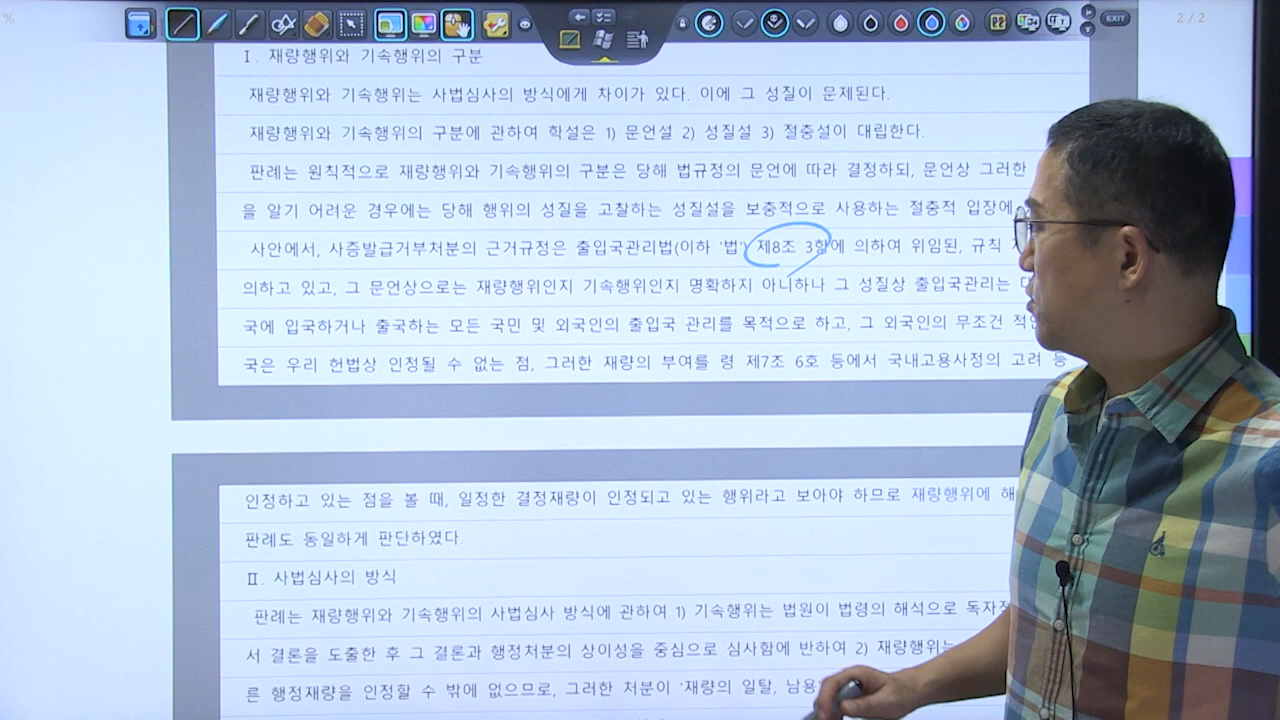 %
EXIT
2 / 2
Ⅰ. 재량행위와 기속행위의 구분
재량행위와 기속행위는 사법심사의 방식에게 차이가 있다. 이에 그 성질이 문제된다.
재량행위와 기속행위의 구분에 관하여 학설은 1) 문언설 2) 성질설 3) 절충설이 대립한다.
판례는 원칙적으로 재량행위와 기속행위의 구분은 당해 법규정의 문언에 따라 결정하되, 문언상 그러한
을 알기 어려운 경우에는 당해 행위의 성질을 고찰하는 성질설을 보충적으로 사용하는 절충적 입장에
사안에서, 사증발급거부처분의 근거규정은 출입국관리법(이하 '법') 제8조 3항에 의하여 위임된, 규칙
의하고 있고, 그 문언상으로는 재량행위인지 기속행위인지 명확하지 아니하나 그 성질상 출입국관리는
국에 입국하거나 출국하는 모든 국민 및 외국인의 출입국 관리를 목적으로 하고, 그 외국인의 무조건
국은 우리 헌법상 인정될 수 없는 점, 그러한 재량의 부여를 령 제7조 6호 등에서 국내고용사정의 고려 등
인정하고 있는 점을 볼 때, 일정한 결정재량이 인정되고 있는 행위라고 보아야 하므로 재량행위에
판례도 동일하게 판단하였다.
Ⅱ. 사법심사의 방식
판례는 재량행위와 기속행위의 사법심사 방식에 관하여 1) 기속행위는 법원이 법령의 해석으로
서 결론을 도출한 후 그 결론과 행정처분의 상이성을 중심으로 심사함에 반하여 2) 재량행위는
른 행정재량을 인정할 수 밖에 없으므로, 그러한 처분이 '재량의 일탈,